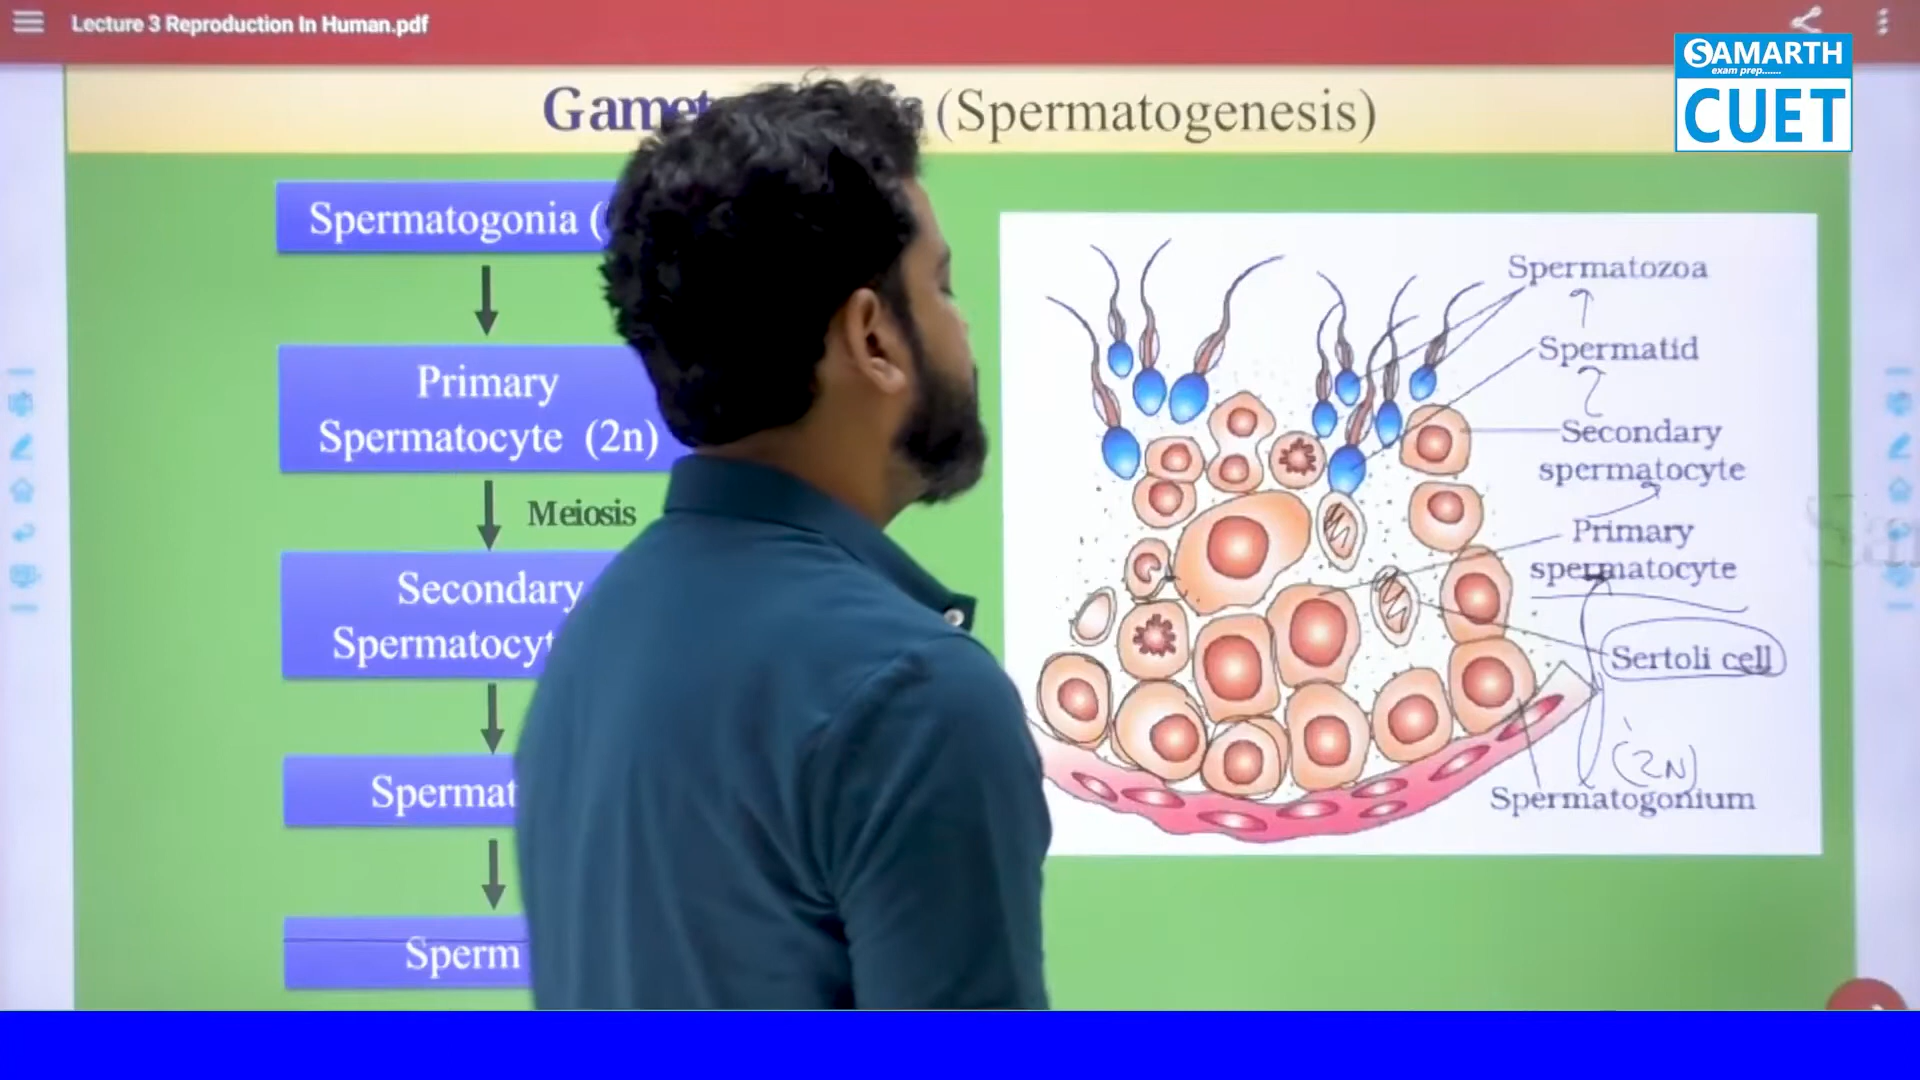 Lecture 3 Reproduction In Human.pdf
SAMARTH
exam prep.......
CUET
(Spermatogenesis)
Spermatogonia (
Primary
Spermatocyte (2n)
Meiosis
Secondary
Sperm
Spermatozoa
Spermatid
Secondary
spermatocyte
Primary
spermatocyte
Sertoli cell
(2N)
Spermatogonium